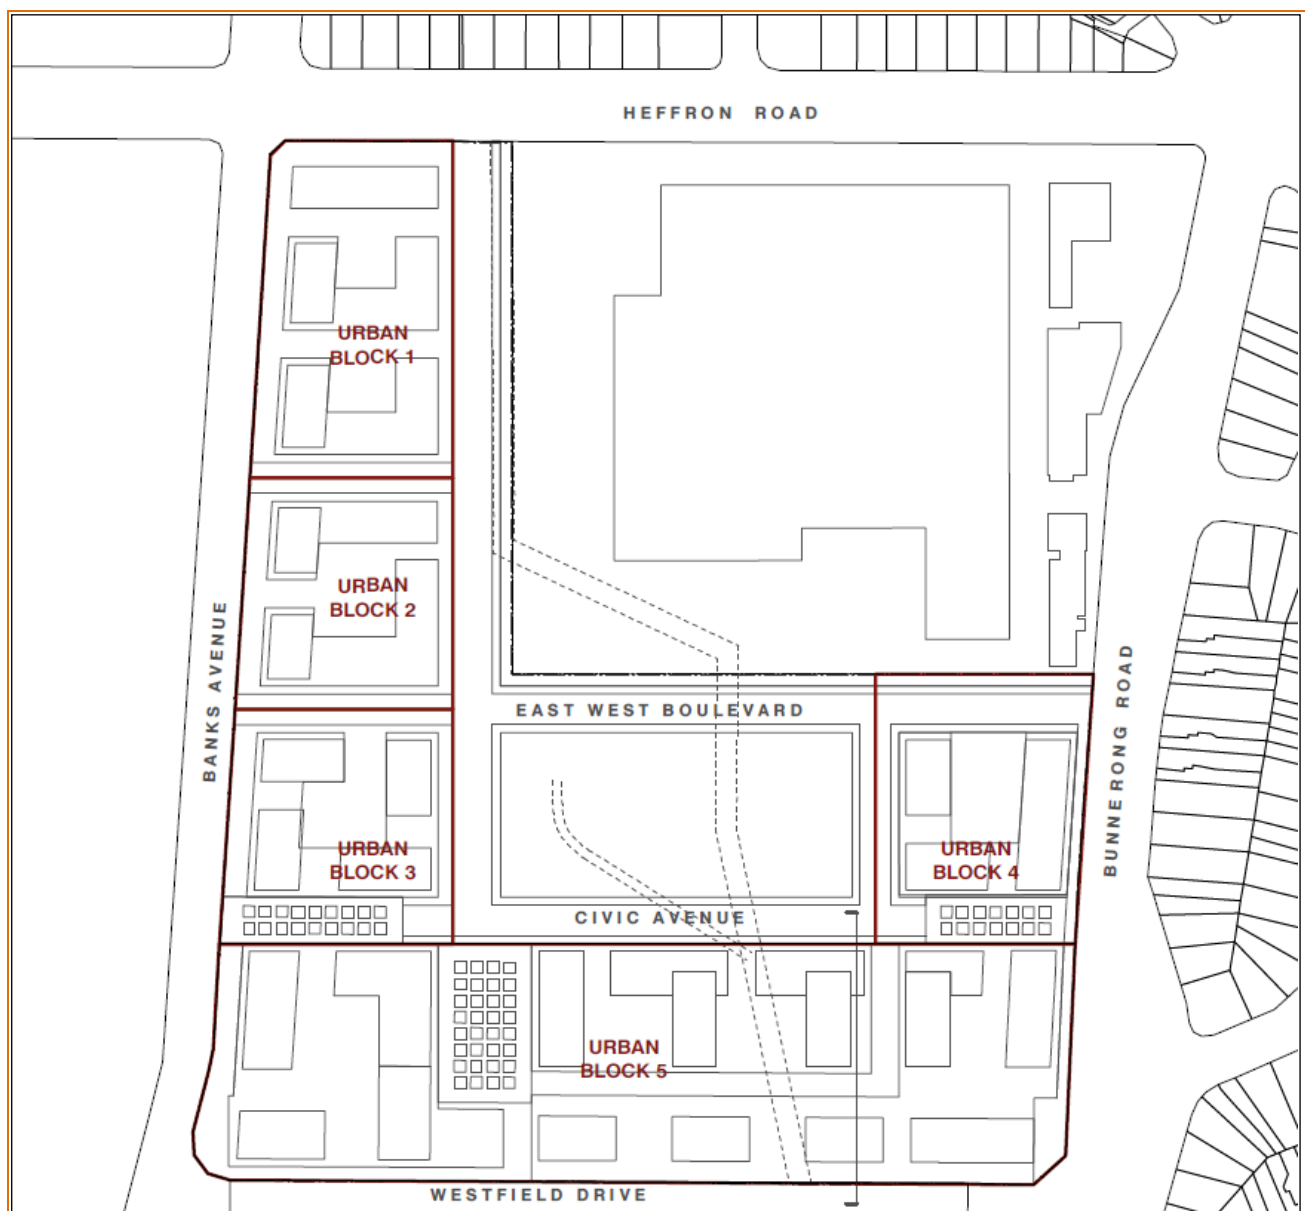 HEFFRON ROAD
URBAN
BLOCK 1
URBAN
BLOCK 2
BANKS AVENUE
EAST WEST BOULEVARD
BUNNERONG ROAD
URBAN
BLOCK 3
URBAN
BLOCK 4
CIVIC AVENUE
URBAN
BLOCK 5
WESTFIELD DRIVE